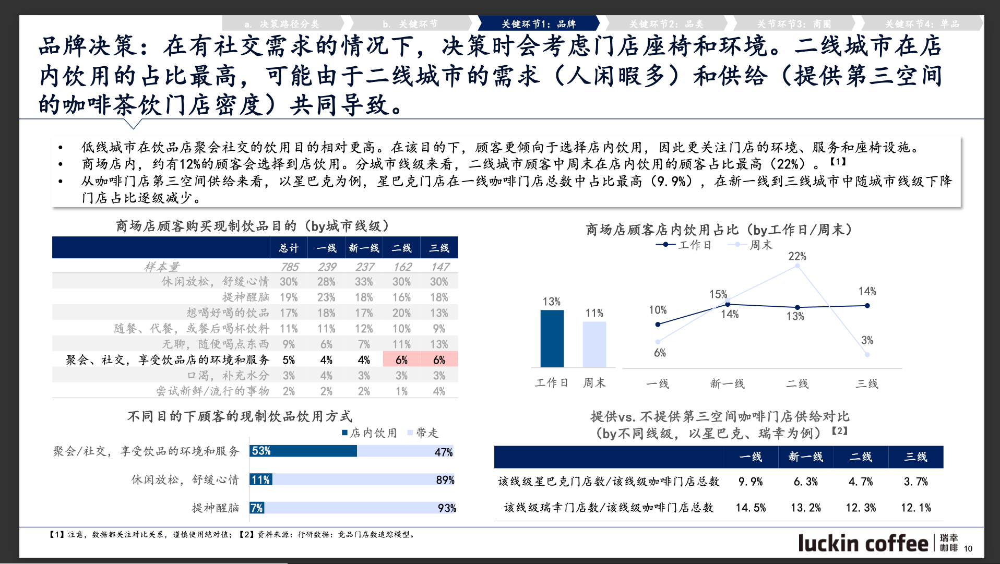 a. 决策路径分类
b. 关键环节
关键环节1：品牌
关键环节2：品类
关节环节3：商圈
关键环节4：单品
品牌决策：在有社交需求的情况下，决策时会考虑门店座椅和环境。二线城市在店
内饮用的占比最高，可能由于二线城市的需求（人闲暇多）和供给（提供第三空间
的咖啡茶饮门店密度）共同导致。
• 低线城市在饮品店聚会社交的饮用目的相对更高。在该目的下，顾客更倾向于选择店内饮用，因此更关注门店的环境、服务和座椅设施。
• 商场店内，约有12%的顾客会选择到店饮用。分城市线级来看，二线城市顾客中周末在店内饮用的顾客占比最高（22%）。【1】
• 从咖啡门店第三空间供给来看，以星巴克为例，星巴克门店在一线咖啡门店总数中占比最高（9.9%），在新一线到三线城市中随城市线级下降
门店占比逐级减少。
商场店顾客购买现制饮品目的（by城市线级）
总计 一线 新一线 二线 三线
样本量 785 239 237 162 147
休闲放松，舒缓心情 30% 28% 33% 30% 30%
提神醒脑 19% 23% 18% 16% 18%
想喝好喝的饮品 17% 18% 17% 20% 13%
随餐、代餐，或餐后喝杯饮料 11% 11% 12% 10% 9%
无聊，随便喝点东西 9% 6% 7% 11% 13%
聚会、社交，享受饮品店的环境和服务 5% 4% 4% 6% 6%
口渴，补充水分 3% 4% 3% 3% 3%
尝试新鲜/流行的事物 2% 2% 2% 1% 4%
商场店顾客店内饮用占比（by工作日/周末）
工作日 周末
13% 11%
工作日 周末
22%
15% 14%
10% 14% 13%
6% 3%
一线 新一线 二线 三线
不同目的下顾客的现制饮品饮用方式
店内饮用 带走
聚会/社交，享受饮品的环境和服务 53% 47%
休闲放松，舒缓心情 11% 89%
提神醒脑 7% 93%
提供vs.不提供第三空间咖啡门店供给对比
（by不同线级，以星巴克、瑞幸为例）【2】
一线 新一线 二线 三线
该线级星巴克门店数/该线级咖啡门店总数 9.9% 6.3% 4.7% 3.7%
该线级瑞幸门店数/该线级咖啡门店总数 14.5% 13.2% 12.3% 12.1%
【1】注意，数据都关注对比关系，谨慎使用绝对值；【2】资料来源：行研数据：竞品门店数追踪模型。
luckin coffee 瑞幸
咖啡
10